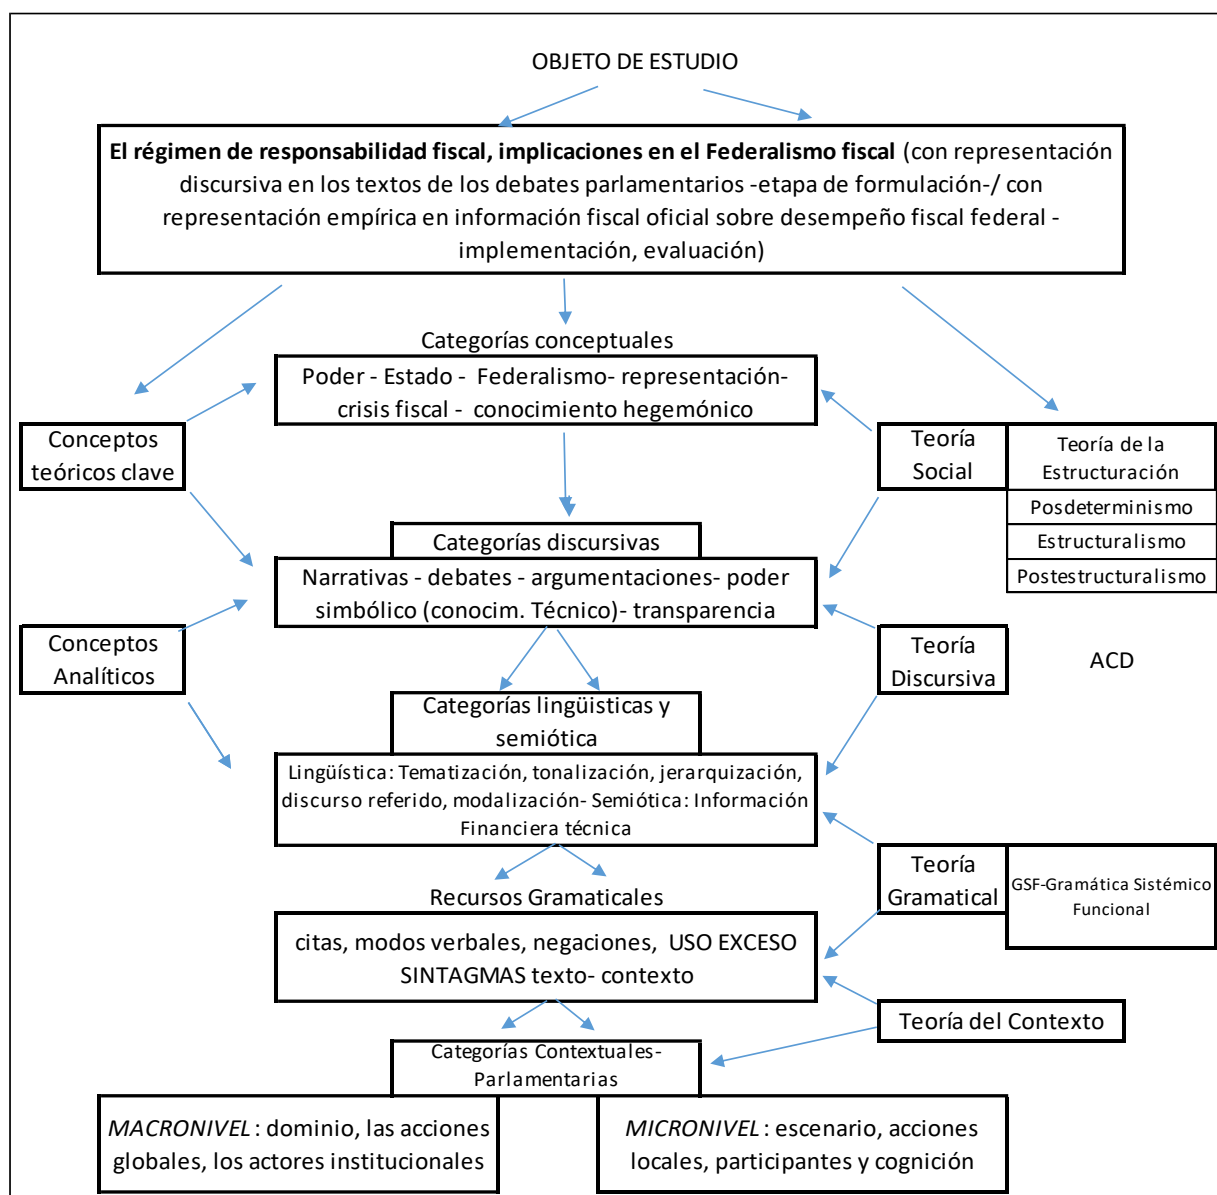 OBJETO DE ESTUDIO
El régimen de responsabilidad fiscal, implicaciones en el Federalismo fiscal (con representación
discursiva en los textos de los debates parlamentarios -etapa de formulación-/ con
representación empírica en información fiscal oficial sobre desempeño fiscal federal -
implementación, evaluación)
Categorías conceptuales
Poder - Estado - Federalismo- representación-
crisis fiscal - conocimiento hegemónico
Conceptos
teóricos clave
Teoría
Social
Teoría de la
Estructuración
Posdeterminismo
Estructuralismo
Postestructuralismo
Categorías discursivas
Narrativas - debates - argumentaciones- poder
simbólico (conocim. Técnico)- transparencia
Conceptos
Analíticos
Teoría
Discursiva
ACD
Categorías lingüisticas y
semiótica
Lingüística: Tematización, tonalización, jerarquización,
discurso referido, modalización- Semiótica: Información
Financiera técnica
Teoría
Gramatical
GSF-Gramática Sistémico
Funcional
Recursos Gramaticales
citas, modos verbales, negaciones, USO EXCESO
SINTAGMAS texto- contexto
Teoría del Contexto
Categorías Contextuales-
Parlamentarias
MACRONIVEL: dominio, las acciones
globales, los actores institucionales
MICRONIVEL: escenario, acciones
locales, participantes y cognición